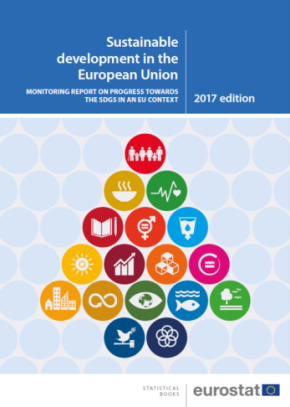 Sustainable
development in the
European Union
MONITORING REPORT ON PROGRESS TOWARDS
THE SDGS IN AN EU CONTEXT
2017 edition
STATISTICAL
BOOKS
eurostat